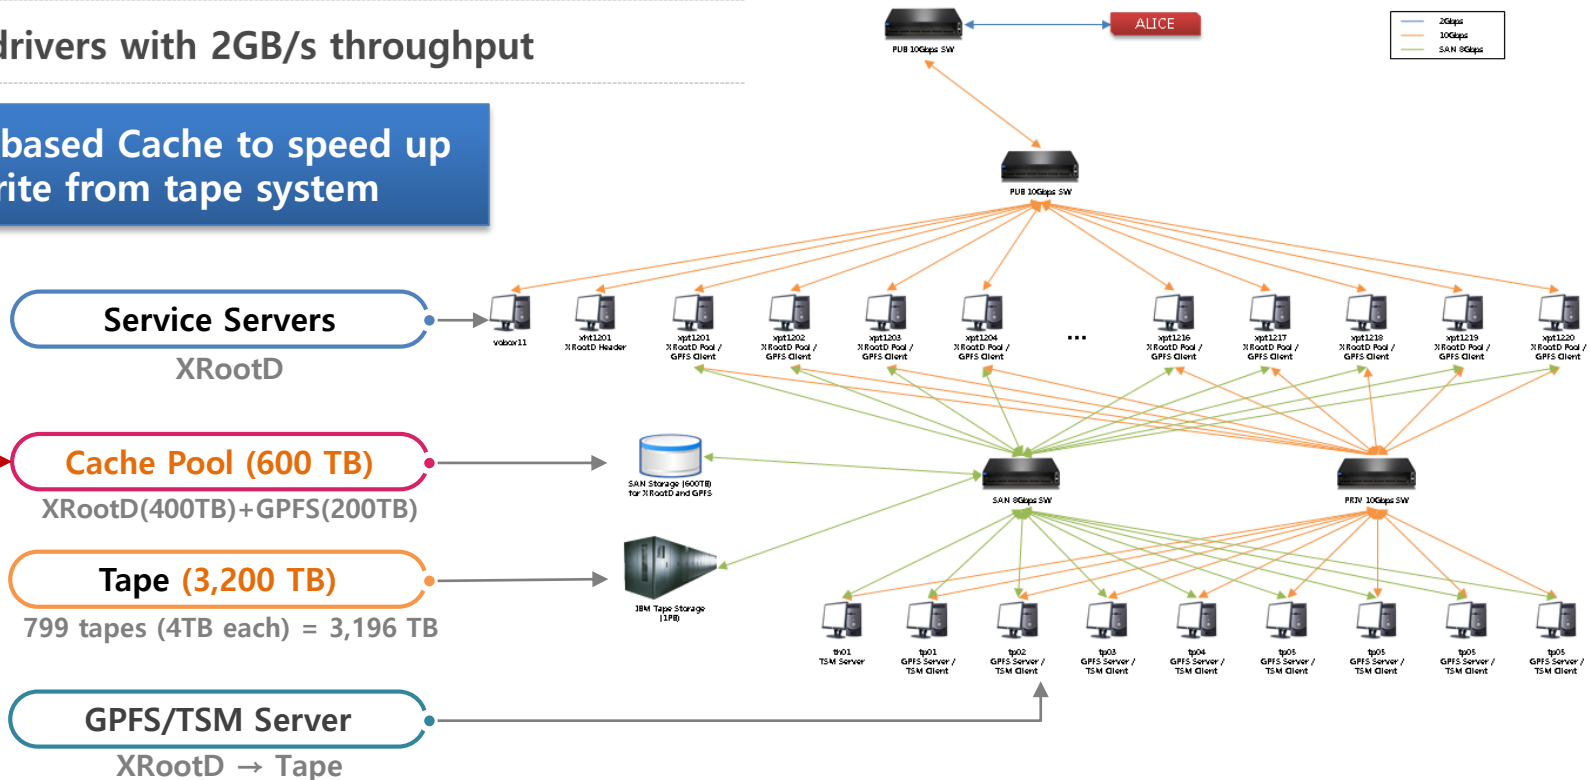 drivers with 2GB/s throughput
based Cache to speed up
rite from tape system
ALICE
PUB 10Gbps SW
2Gbps
10Gbps
SAN 8Gbps
PUB 10Gbps SW
Service Servers
XRootD
vobox11
xht1201
XRootD Header
xpt1201
XRootD Pool /
GPFS Client
xpt1202
XRootD Pool /
GPFS Client
xpt1203
XRootD Pool /
GPFS Client
xpt1204
XRootD Pool /
GPFS Client
...
xpt1216
XRootD Pool /
GPFS Client
xpt1217
XRootD Pool /
GPFS Client
xpt1218
XRootD Pool /
GPFS Client
xpt1219
XRootD Pool /
GPFS Client
xpt1220
XRootD Pool /
GPFS Client
Cache Pool (600 TB)
XRootD(400TB)+GPFS(200TB)
SAN Storage (600TB)
for XRootD and GPFS
SAN 8Gbps SW
PRIV 10Gbps SW
Tape (3,200 TB)
799 tapes (4TB each) = 3,196 TB
IBM Tape Storage
(1PB)
th01
TSM Server
tp01
GPFS Server /
TSM Client
tp02
GPFS Server /
TSM Client
tp03
GPFS Server /
TSM Client
tp04
GPFS Server /
TSM Client
tp05
GPFS Server /
TSM Client
tp05
GPFS Server /
TSM Client
tp05
GPFS Server /
TSM Client
tp05
GPFS Server /
TSM Client
GPFS/TSM Server
XRootD → Tape